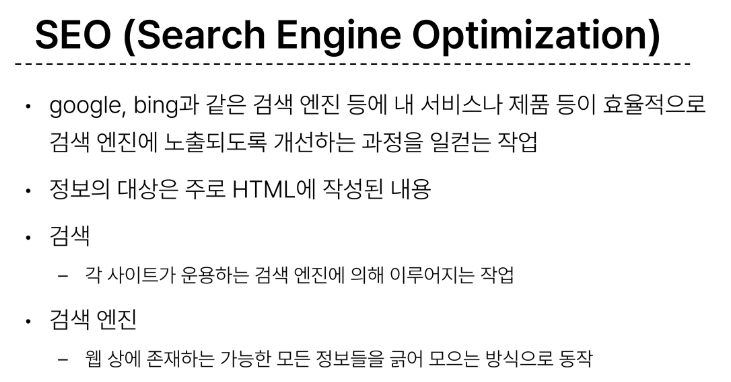 SEO (Search Engine Optimization)
• google, bing과 같은 검색 엔진 등에 내 서비스나 제품 등이 효율적으로
검색 엔진에 노출되도록 개선하는 과정을 일컫는 작업
• 정보의 대상은 주로 HTML에 작성된 내용
• 검색
– 각 사이트가 운용하는 검색 엔진에 의해 이루어지는 작업
• 검색 엔진
– 웹 상에 존재하는 가능한 모든 정보들을 긁어 모으는 방식으로 동작